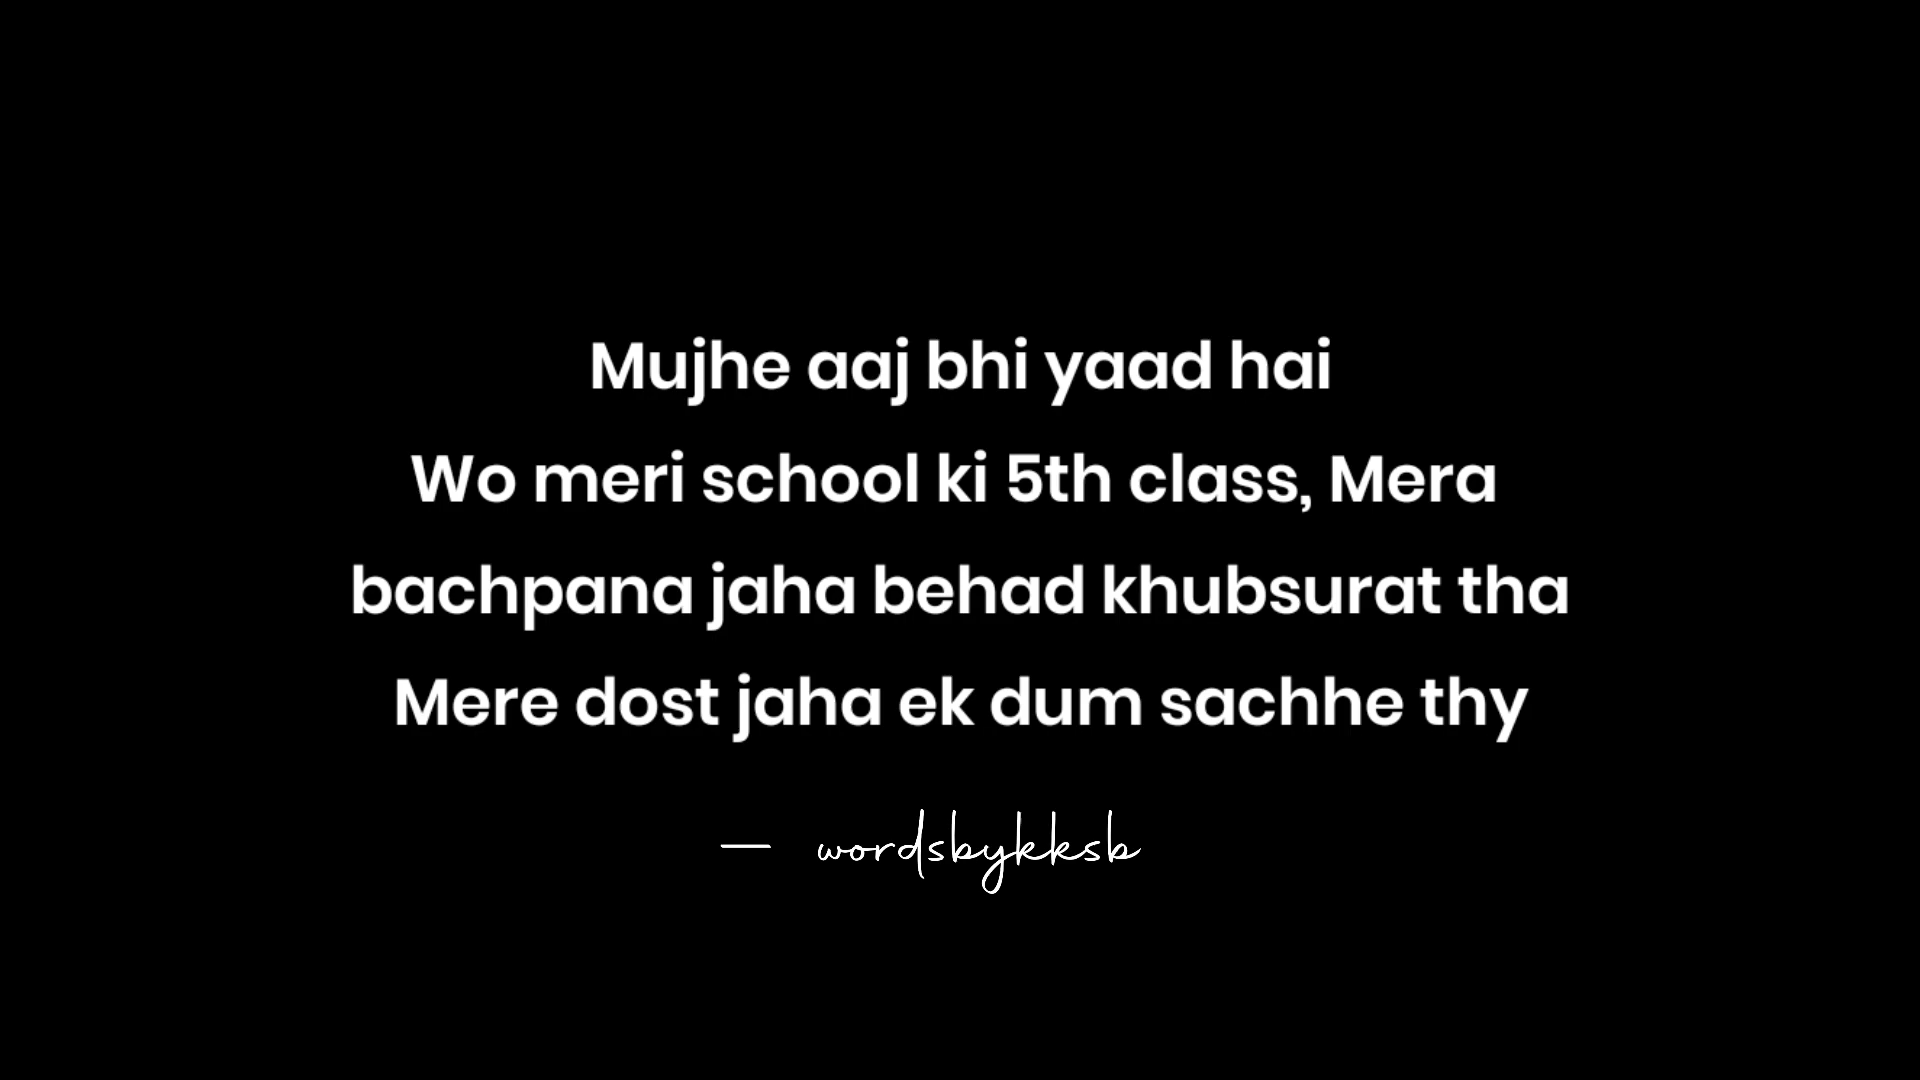 Mujhe aaj bhi yaad hai
Wo meri school ki 5th class, Mera
bachpana jaha behad khubsurat tha
Mere dost jaha ek dum sachhe thy
— wordsbykksb